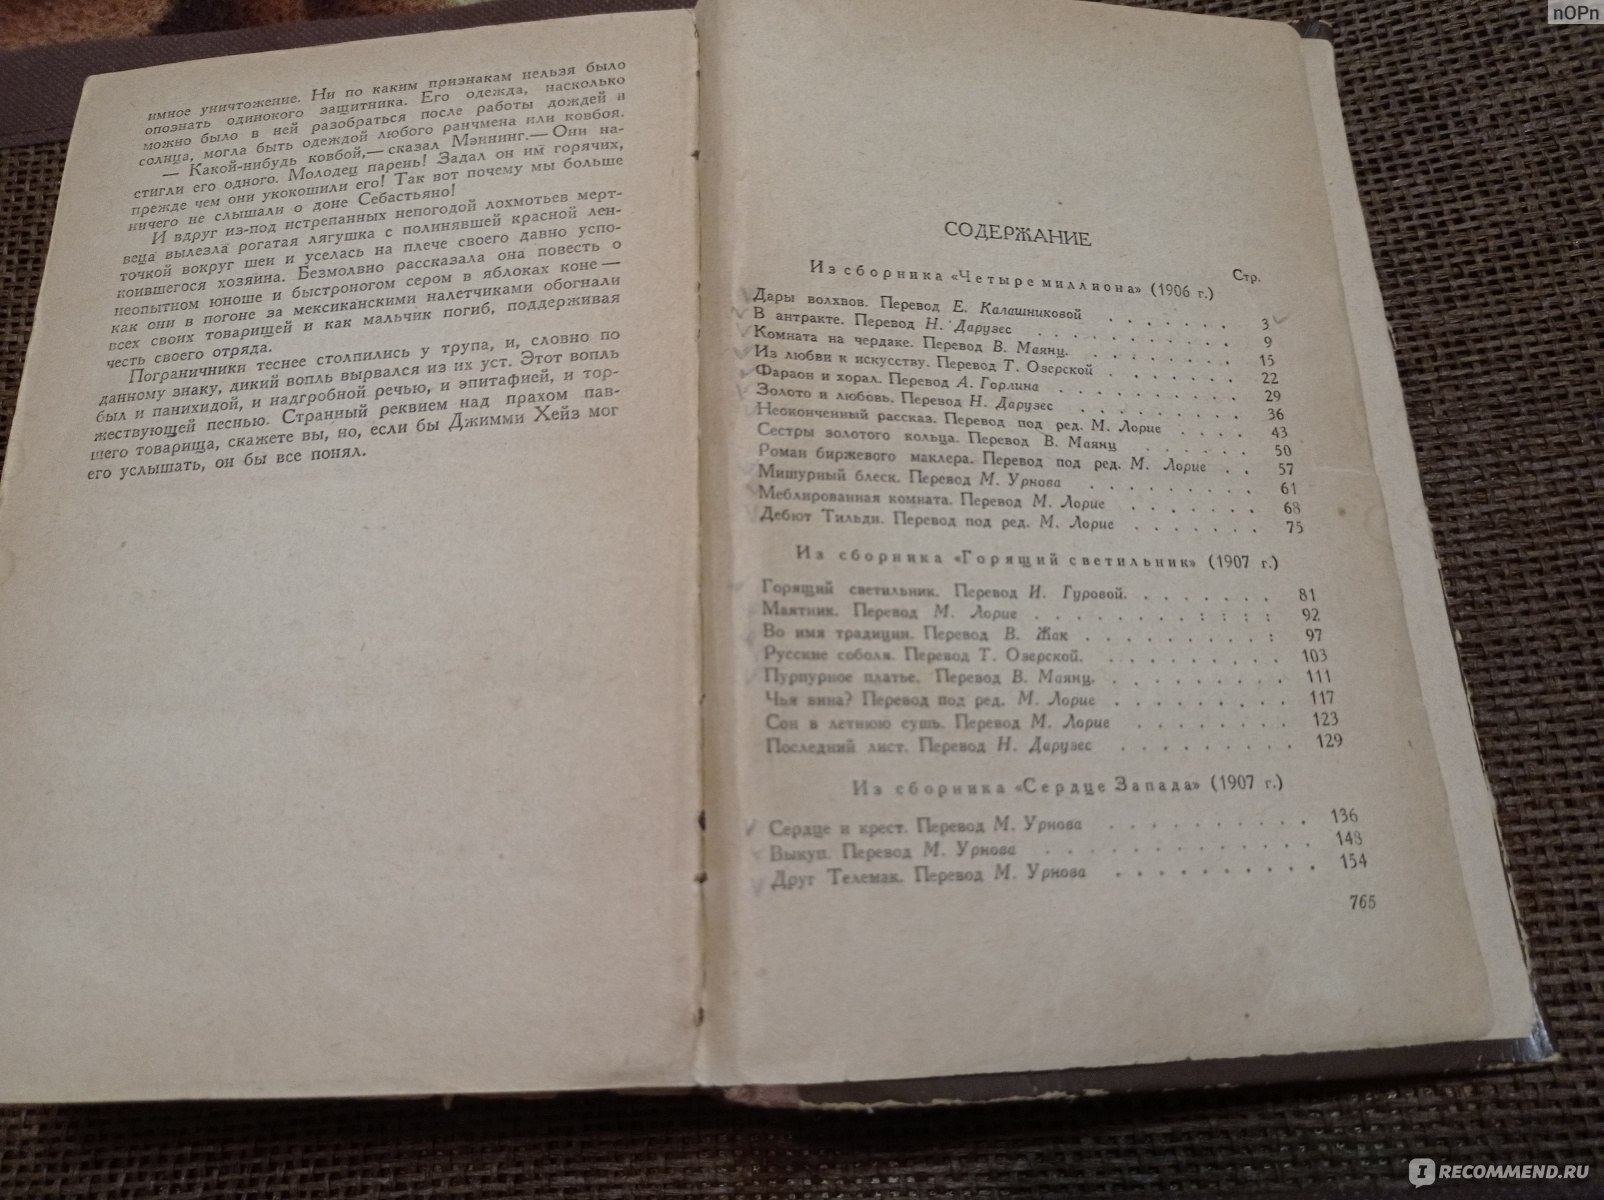 имное уничтожение. Ни по каким признакам нельзя было
опознать одинокого защитника. Его одежда, насколько
можно было в ней разобраться после работы дождей и
солнца, могла быть одеждой любого ранчмена или ковбоя.
— Какой-нибудь ковбой,— сказал Мэннинг.— Они на-
стигли его одного. Молодец парень! Задал он им горячих,
прежде чем они укокошили его! Так вот почему мы больше
ничего не слышали о доне Себастьяно!
И вдруг из-под истрепанных непогодой лохмотьев мерт-
веца вылезла рогатая лягушка с полинявшей красной лен-
точкой вокруг шеи и уселась на плече своего давно успо-
коившегося хозяина. Безмолвно рассказала она повесть о
неопытном юноше и быстроногом сером в яблоках коне —
как они в погоне за мексиканскими налетчиками обогнали
всех своих товарищей и как мальчик погиб, поддерживая
честь своего отряда.
Пограничники теснее столпились у трупа, и, словно по
данному знаку, дикий вопль вырвался из их уст. Этот вопль
был и панихидой, и надгробной речью, и эпитафией, и тор-
жествующей песнью. Странный реквием над прахом пав-
шего товарища, скажете вы, но, если бы Джимми Хейз мог
его услышать, он бы все понял.
СОДЕРЖАНИЕ
Стр.
Из сборника «Четыре миллиона» (1906 г.)
Дары волхвов. Перевод Е. Калашниковой . . . . . . . 3
В антракте. Перевод Н. Дарузес . . . . . . . . . . 9
Комната на чердаке. Перевод В. Маянц. . . . . . . . 15
Из любви к искусству. Перевод Т. Озерской . . . . . . . 22
Фараон и хорал. Перевод А. Горлина . . . . . . . . . 29
Золото и любовь. Перевод Н. Дарузес . . . . . . . . 36
Неоконченный рассказ. Перевод под ред. М. Лорие . . . . 43
Сестры золотого кольца. Перевод В. Маянц . . . . . . . 50
Роман биржевого маклера. Перевод под ред. М. Лорие . . 57
Мишурный блеск. Перевод М. Урнова . . . . . . . . . 61
Меблированная комната. Перевод М. Лорие . . . . . . . 68
Дебют Тильди. Перевод под ред. М. Лорие . . . . . . . 75
Из сборника «Горящий светильник» (1907 г.)
Горящий светильник. Перевод И. Гуровой. . . . . . . . 81
Маятник. Перевод М. Лорие . . . . . . . . : : : : 92
Во имя традиции. Перевод В. Жак . . . . . . . . . : 97
Русские соболя. Перевод Т. Озерской. . . . . . . . . . 103
Пурпурное платье. Перевод В. Маянц. . . . . . . . . . 111
Чья вина? Перевод под ред. М. Лорие . . . . . . . . . 117
Сон в летнюю сушь. Перевод М. Лорие . . . . . . . . 123
Последний лист. Перевод Н. Дарузес . . . . . . . . . 129
Из сборника «Сердце Запада» (1907 г.)
Сердце и крест. Перевод М. Урнова . . . . . . . . . . 136
Выкуп. Перевод М. Урнова . . . . . . . . . . . . . 148
Друг Телемак. Перевод М. Урнова . . . . . . . . . . 154
765
nOPn
IRECOMMEND.RU